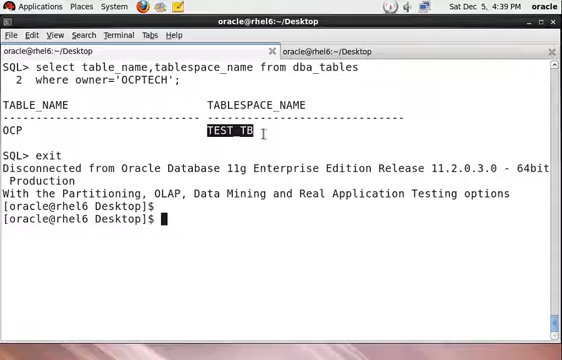 Applications Places System Sat Dec 5, 4:39 PM oracle
oracle@rhel6:~/Desktop
File Edit View Search Terminal Tabs Help
oracle@rhel6:~/Desktop oracle@rhel6:~/Desktop
SQL> select table_name,tablespace_name from dba_tables
2 where owner='OCPTECH';
TABLE_NAME TABLESPACE_NAME
------------------------------ ------------------------------
OCP TEST_TB
SQL> exit
Disconnected from Oracle Database 11g Enterprise Edition Release 11.2.0.3.0 - 64bit
Production
With the Partitioning, OLAP, Data Mining and Real Application Testing options
[oracle@rhel6 Desktop]$
[oracle@rhel6 Desktop]$